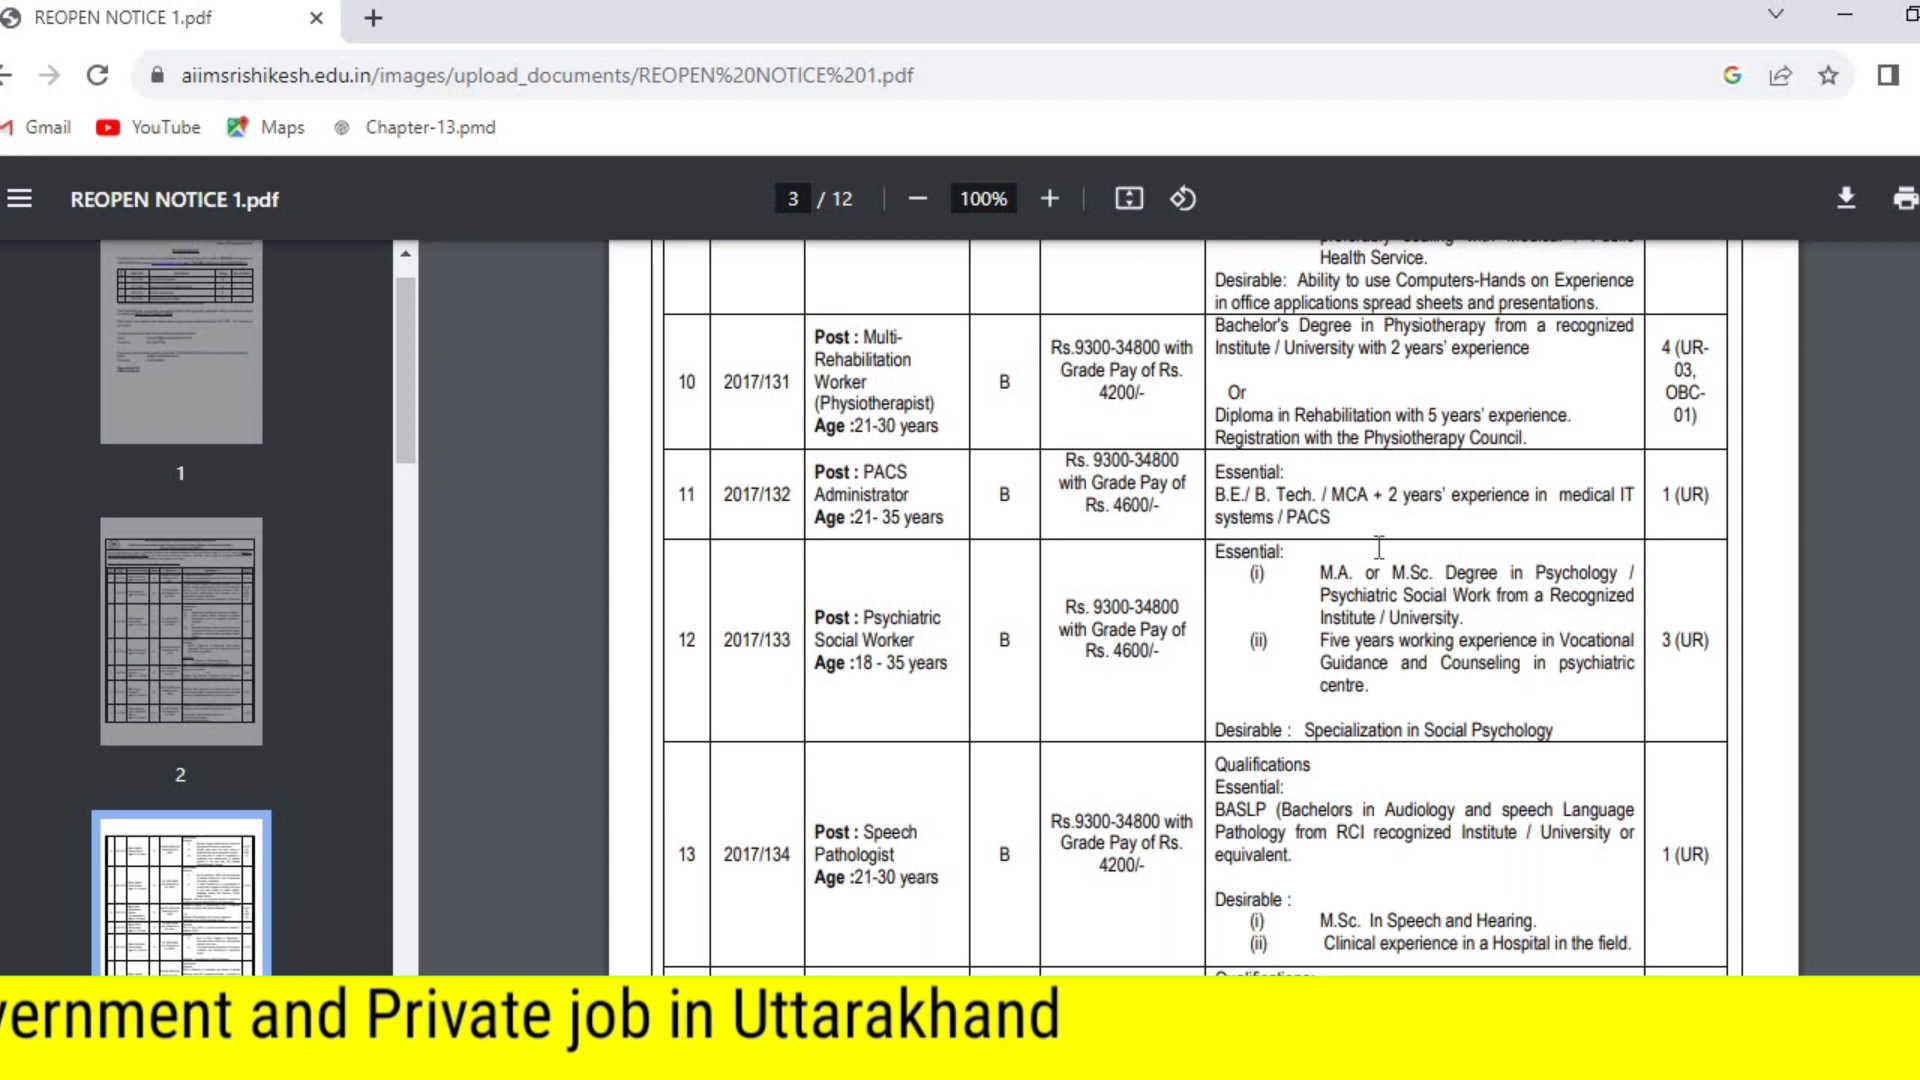 REOPEN NOTICE 1.pdf
aiimsrishikesh.edu.in/images/upload_documents/REOPEN%20NOTICE%201.pdf
Gmail YouTube Maps Chapter-13.pmd
REOPEN NOTICE 1.pdf 3 / 12 100%
Health Service.
Desirable: Ability to use Computers-Hands on Experience
in office applications spread sheets and presentations.
10
2017/131
Post : Multi-
Rehabilitation
Worker
(Physiotherapist)
Age :21-30 years
B
Rs.9300-34800 with
Grade Pay of Rs.
4200/-
Bachelor's Degree in Physiotherapy from a recognized
Institute / University with 2 years' experience
Or
Diploma in Rehabilitation with 5 years' experience.
Registration with the Physiotherapy Council.
4 (UR-
03,
OBC-
01)
11
2017/132
Post : PACS
Administrator
Age :21- 35 years
B
Rs. 9300-34800
with Grade Pay of
Rs. 4600/-
Essential:
B.E./ B. Tech. / MCA + 2 years' experience in medical IT
systems / PACS
1 (UR)
12
2017/133
Post : Psychiatric
Social Worker
Age :18 - 35 years
B
Rs. 9300-34800
with Grade Pay of
Rs. 4600/-
Essential:
(i) M.A. or M.Sc. Degree in Psychology /
Psychiatric Social Work from a Recognized
Institute / University.
(ii) Five years working experience in Vocational
Guidance and Counseling in psychiatric
centre.
Desirable : Specialization in Social Psychology
3 (UR)
13
2017/134
Post : Speech
Pathologist
Age :21-30 years
B
Rs.9300-34800 with
Grade Pay of Rs.
4200/-
Qualifications
Essential:
BASLP (Bachelors in Audiology and speech Language
Pathology from RCI recognized Institute / University or
equivalent.
Desirable :
(i) M.Sc. In Speech and Hearing.
(ii) Clinical experience in a Hospital in the field.
1 (UR)
1
2
vernment and Private job in Uttarakhand